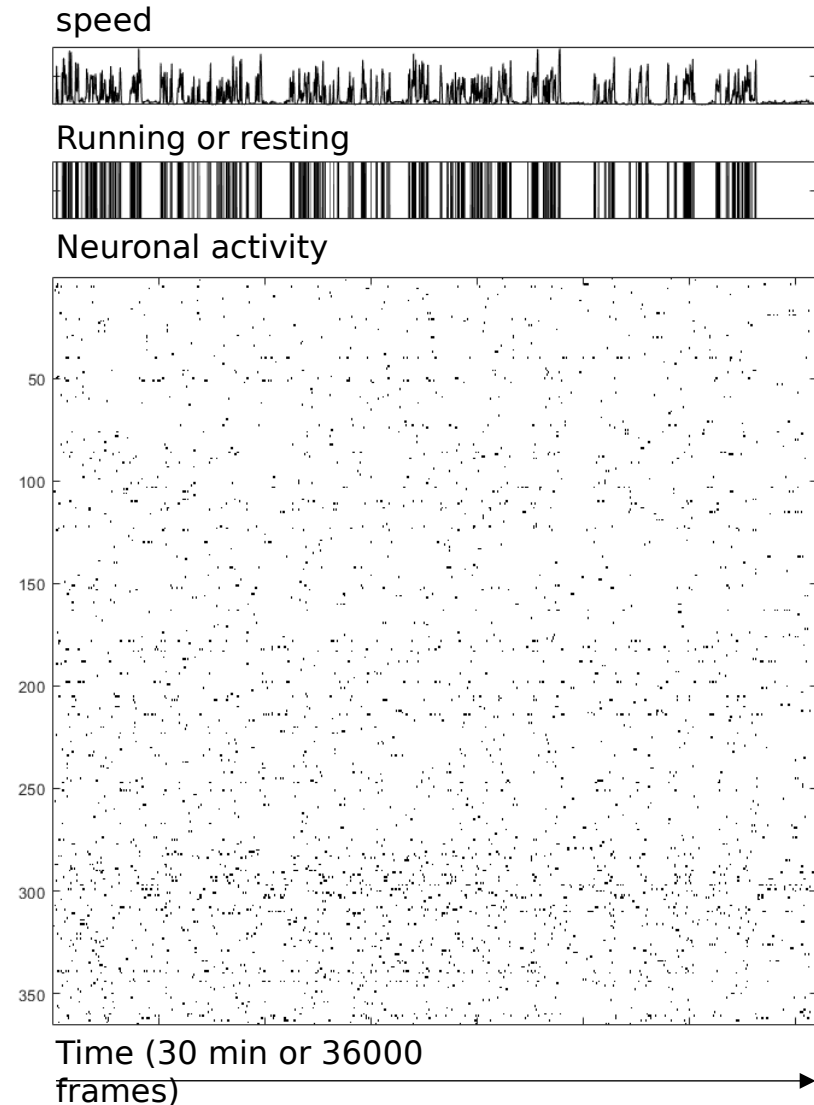 speed
Running or resting
Neuronal activity
50
100
150
200
250
300
350
Time (30 min or 36000
frames)